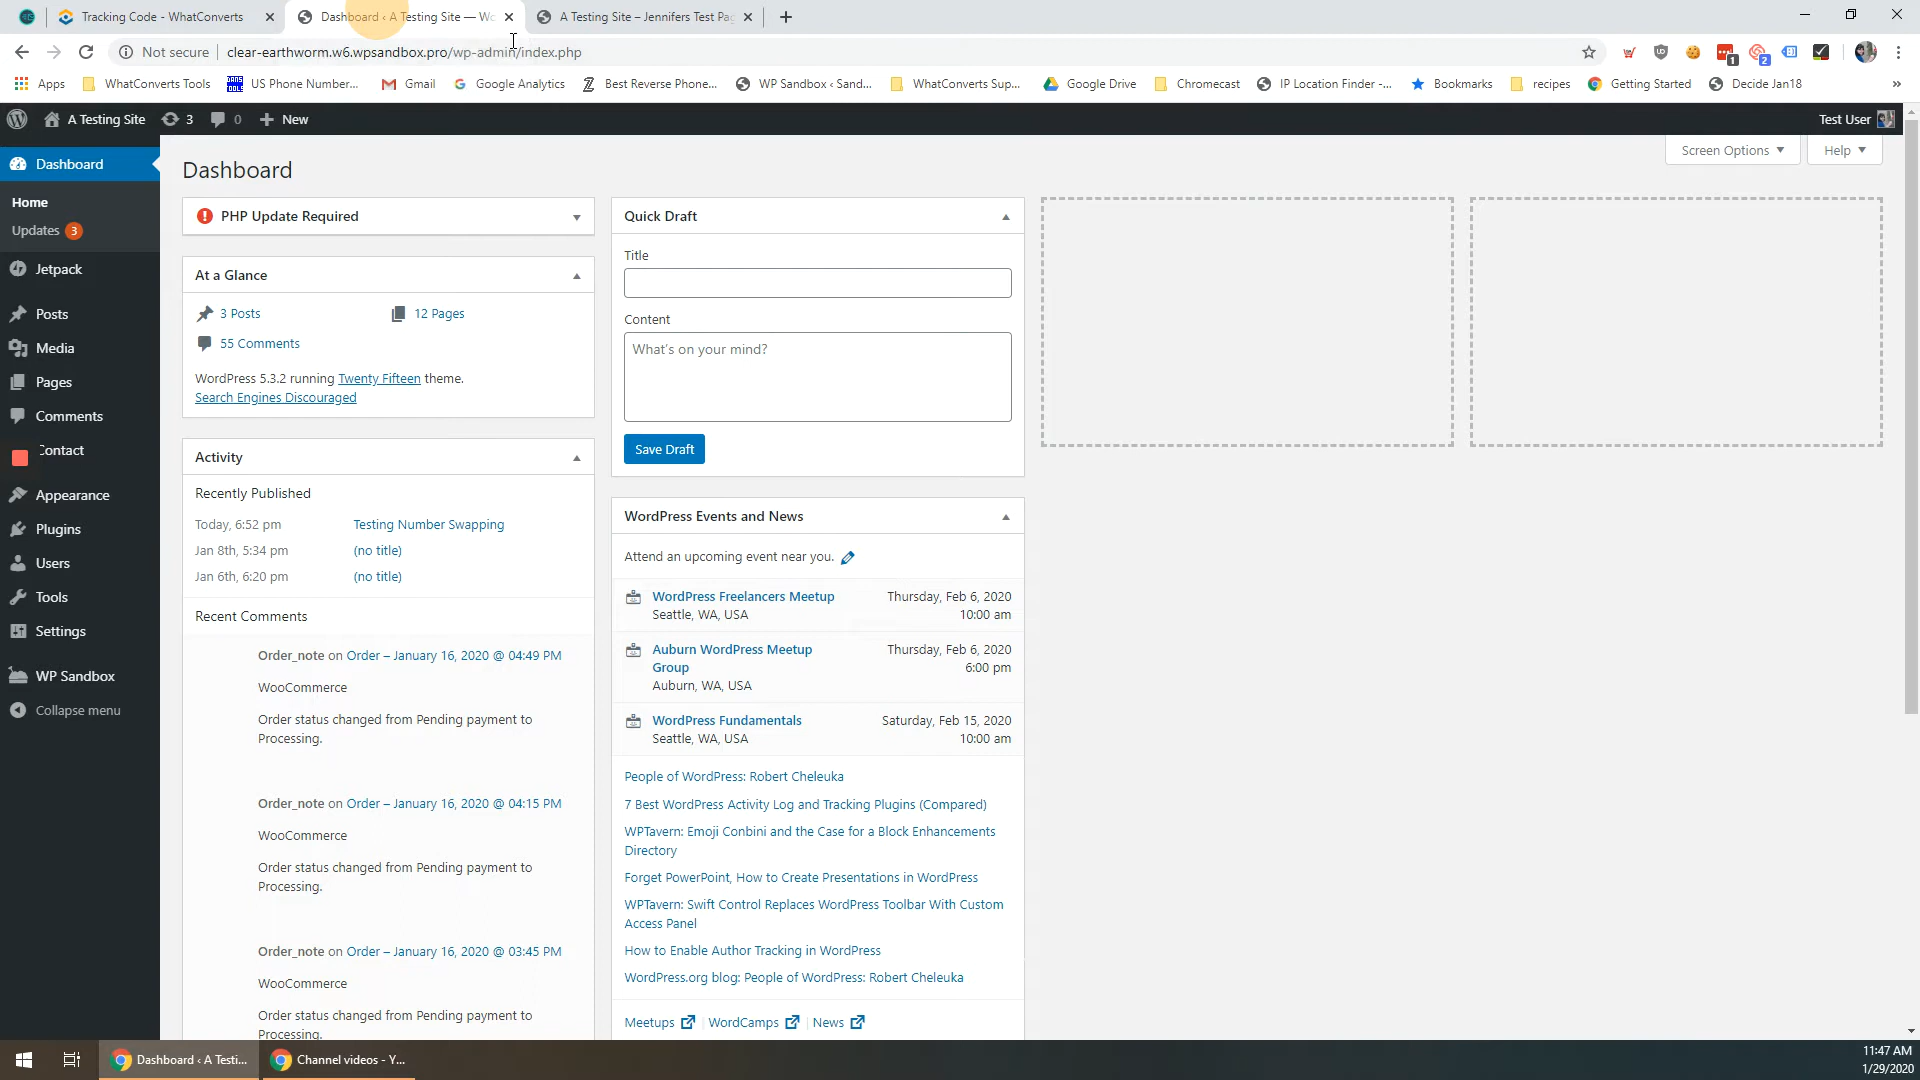 Tracking Code - WhatConverts
Dashboard ‹ A Testing Site — Wo
A Testing Site – Jennifers Test Pag
Not secure
clear-earthworm.w6.wpsandbox.pro/wp-admin/index.php
1
2
Apps
WhatConverts Tools
US Phone Number...
Gmail
Google Analytics
Best Reverse Phone...
WP Sandbox ‹ Sand...
WhatConverts Sup...
Google Drive
Chromecast
IP Location Finder -...
Bookmarks
recipes
Getting Started
Decide Jan18
»
A Testing Site
3
0
New
Test User
Dashboard
Home
Updates 3
Jetpack
Posts
Media
Pages
Comments
Contact
Appearance
Plugins
Users
Tools
Settings
WP Sandbox
Collapse menu
Dashboard
Screen Options
Help
PHP Update Required
At a Glance
3 Posts
12 Pages
55 Comments
WordPress 5.3.2 running Twenty Fifteen theme.
Search Engines Discouraged
Activity
Recently Published
Today, 6:52 pm
Testing Number Swapping
Jan 8th, 5:34 pm
(no title)
Jan 6th, 6:20 pm
(no title)
Recent Comments
Order_note on Order – January 16, 2020 @ 04:49 PM
WooCommerce
Order status changed from Pending payment to
Processing.
Order_note on Order – January 16, 2020 @ 04:15 PM
WooCommerce
Order status changed from Pending payment to
Processing.
Order_note on Order – January 16, 2020 @ 03:45 PM
WooCommerce
Order status changed from Pending payment to
Processing.
Quick Draft
Title
Content
What's on your mind?
Save Draft
WordPress Events and News
Attend an upcoming event near you.
WordPress Freelancers Meetup
Seattle, WA, USA
Thursday, Feb 6, 2020
10:00 am
Auburn WordPress Meetup
Group
Auburn, WA, USA
Thursday, Feb 6, 2020
6:00 pm
WordPress Fundamentals
Seattle, WA, USA
Saturday, Feb 15, 2020
10:00 am
People of WordPress: Robert Cheleuka
7 Best WordPress Activity Log and Tracking Plugins (Compared)
WPTavern: Emoji Conbini and the Case for a Block Enhancements
Directory
Forget PowerPoint, How to Create Presentations in WordPress
WPTavern: Swift Control Replaces WordPress Toolbar With Custom
Access Panel
How to Enable Author Tracking in WordPress
WordPress.org blog: People of WordPress: Robert Cheleuka
Meetups
WordCamps
News
Dashboard ‹ A Testi...
Channel videos - Y...
11:47 AM
1/29/2020